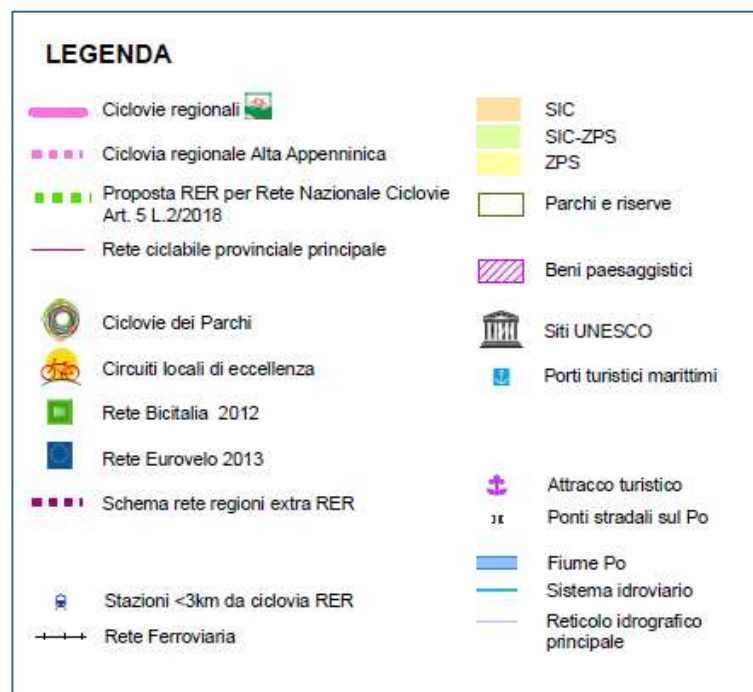 LEGENDA
Ciclovie regionali
Ciclovia regionale Alta Appenninica
Proposta RER per Rete Nazionale Ciclovie
Art. 5 L.2/2018
Rete ciclabile provinciale principale
Ciclovie dei Parchi
Circuiti locali di eccellenza
Rete Bicitalia 2012
Rete Eurovelo 2013
Schema rete regioni extra RER
Stazioni <3km da ciclovia RER
Rete Ferroviaria
SIC
SIC-ZPS
ZPS
Parchi e riserve
Beni paesaggistici
Siti UNESCO
Porti turistici marittimi
Attracco turistico
Ponti stradali sul Po
Fiume Po
Sistema idroviario
Reticolo idrografico
principale